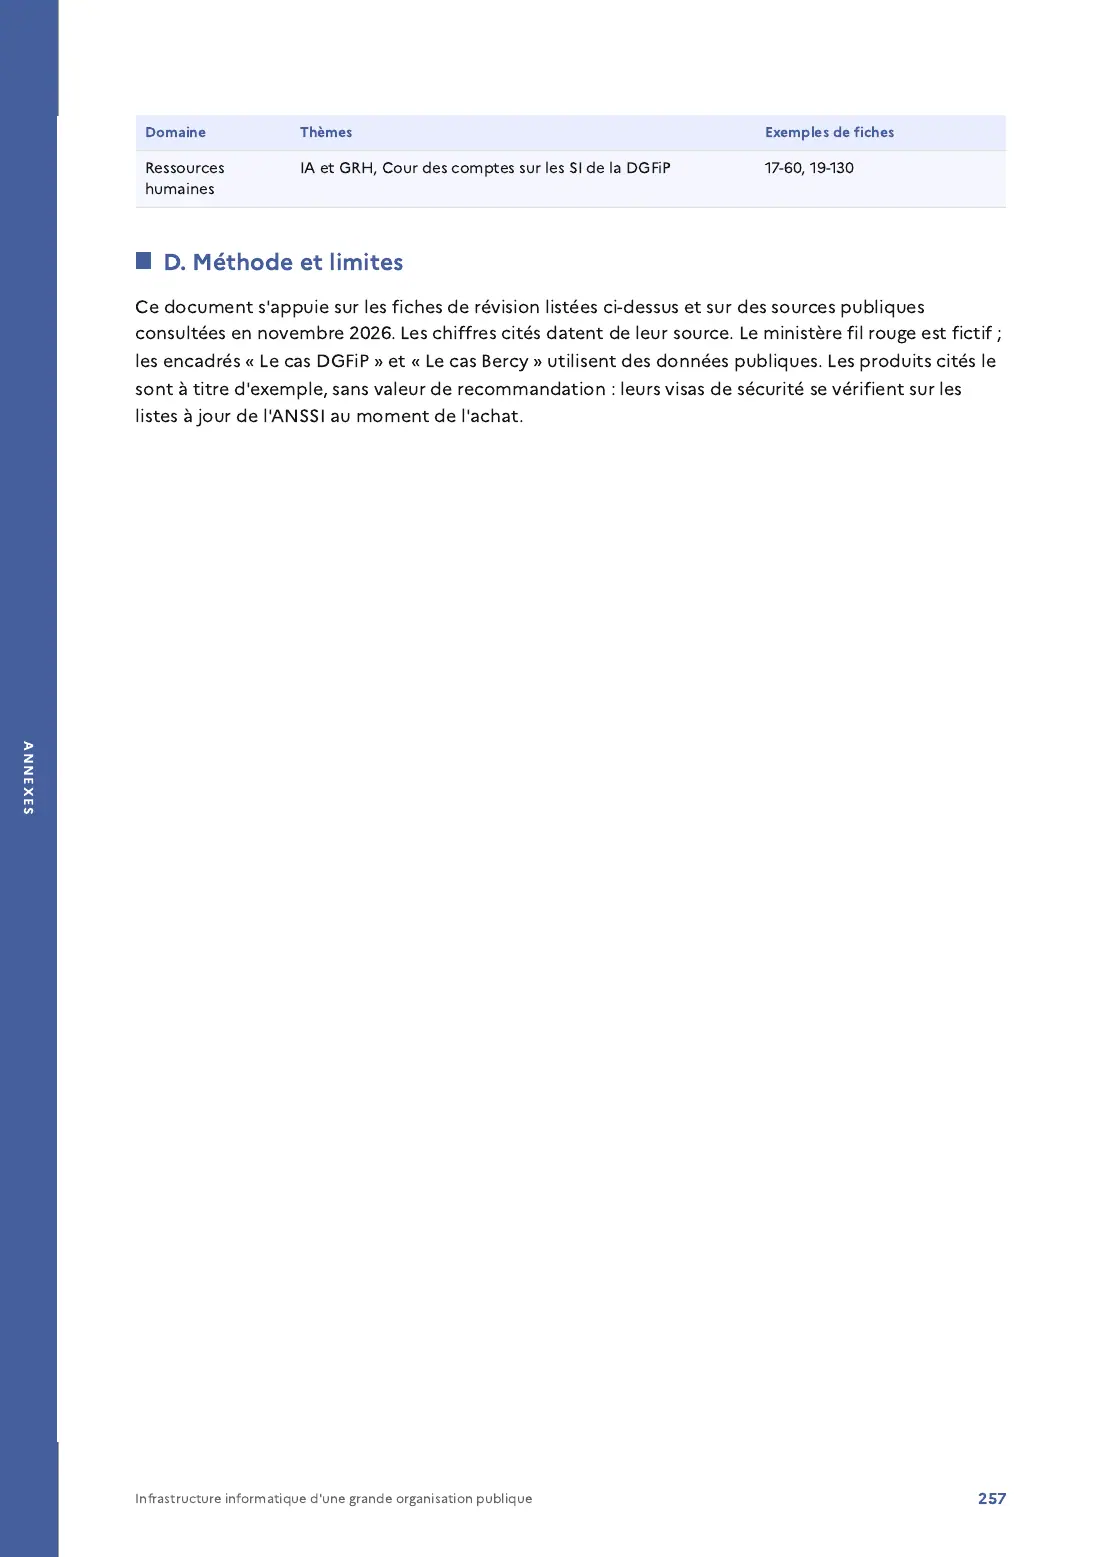 Domaine Thèmes Exemples de fiches
Ressources humaines IA et GRH, Cour des comptes sur les SI de la DGFiP 17-60, 19-130
D. Méthode et limites
Ce document s'appuie sur les fiches de révision listées ci-dessus et sur des sources publiques
consultées en novembre 2026. Les chiffres cités datent de leur source. Le ministère fil rouge est fictif ;
les encadrés « Le cas DGFiP » et « Le cas Bercy » utilisent des données publiques. Les produits cités le
sont à titre d'exemple, sans valeur de recommandation : leurs visas de sécurité se vérifient sur les
listes à jour de l'ANSSI au moment de l'achat.
ANNEXES
Infrastructure informatique d'une grande organisation publique 257